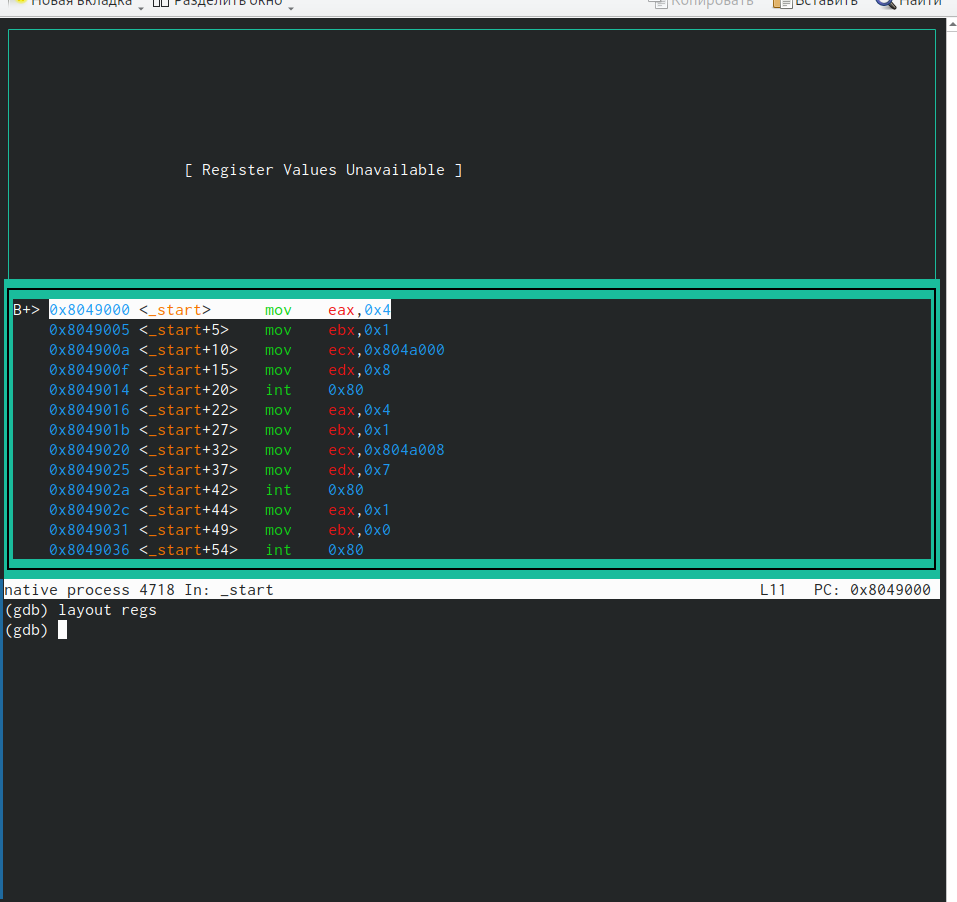 Новая вкладка Разделить окно Копировать Вставить Найти
[ Register Values Unavailable ]
B+> 0x8049000 <_start> mov eax,0x4
0x8049005 <_start+5> mov ebx,0x1
0x804900a <_start+10> mov ecx,0x804a000
0x804900f <_start+15> mov edx,0x8
0x8049014 <_start+20> int 0x80
0x8049016 <_start+22> mov eax,0x4
0x804901b <_start+27> mov ebx,0x1
0x8049020 <_start+32> mov ecx,0x804a008
0x8049025 <_start+37> mov edx,0x7
0x804902a <_start+42> int 0x80
0x804902c <_start+44> mov eax,0x1
0x8049031 <_start+49> mov ebx,0x0
0x8049036 <_start+54> int 0x80
native process 4718 In: _start L11 PC: 0x8049000
(gdb) layout regs
(gdb)